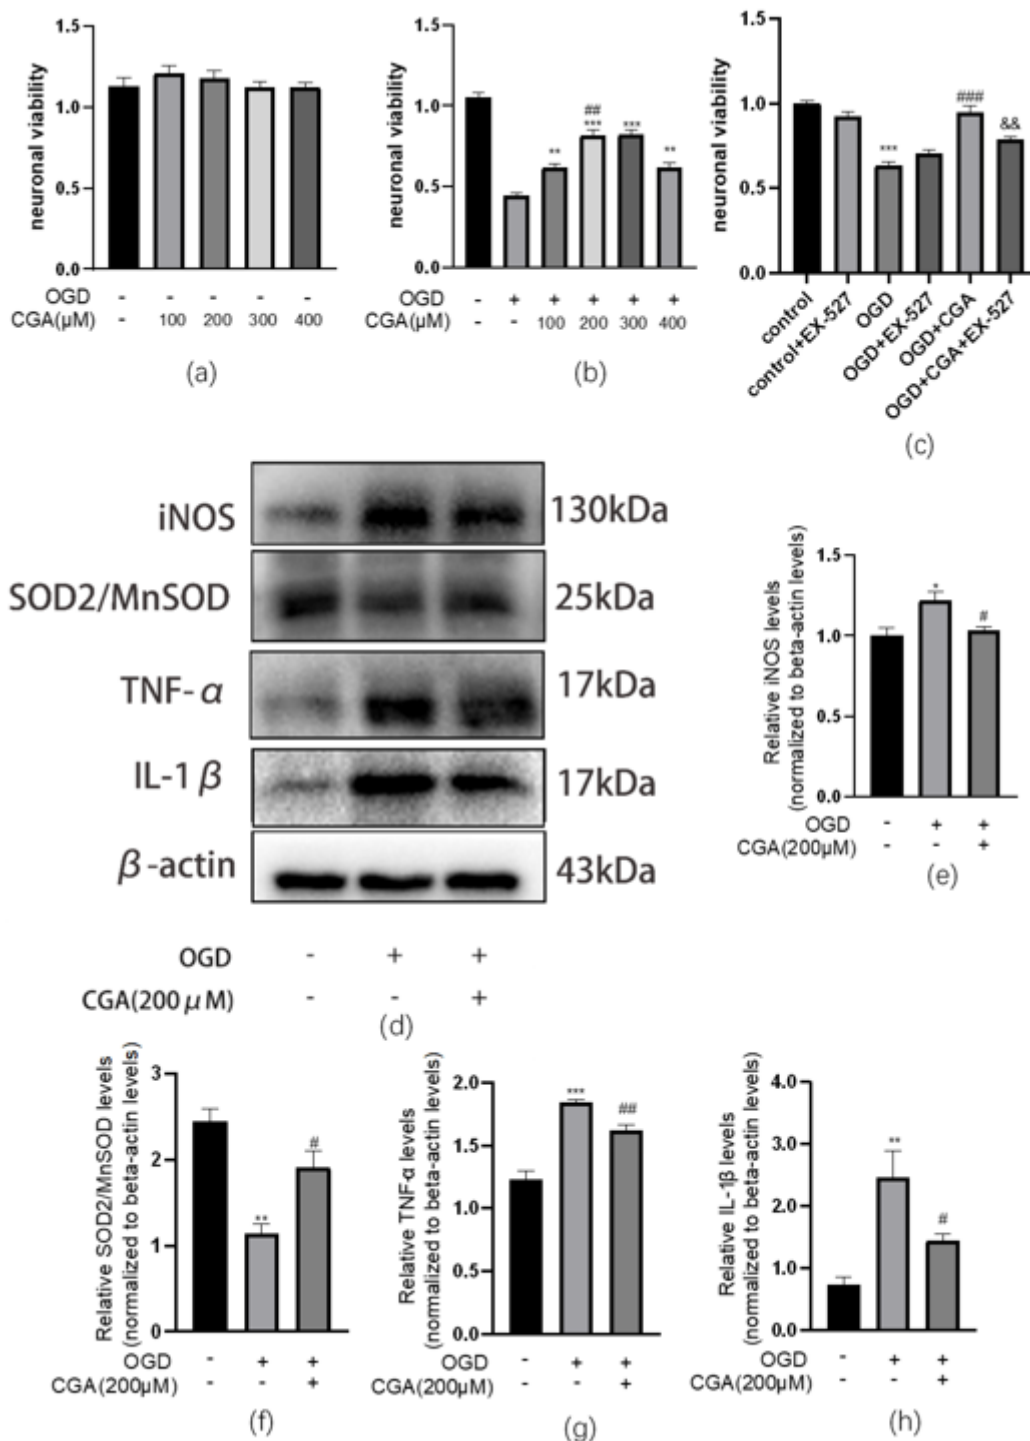 neuronal viability
1.5
1.0
0.5
0.0
OGD - - - - -
CGA(μM) - 100 200 300 400
(a)
neuronal viability
1.5
1.0
0.5
0.0
** ## *** *** **
OGD - + + + + +
CGA(μM) - - 100 200 300 400
(b)
neuronal viability
1.5
1.0
0.5
0.0
*** ### &&
control
control+EX-527
OGD
OGD+EX-527
OGD+CGA
OGD+CGA+EX-527
(c)
iNOS 130kDa
SOD2/MnSOD 25kDa
TNF-α 17kDa
IL-1β 17kDa
β-actin 43kDa
OGD - + +
CGA(200μM) - - +
(d)
Relative iNOS levels
(normalized to beta-actin levels)
1.5
1.0
0.5
0.0
* #
OGD - + +
CGA(200μM) - - +
(e)
Relative SOD2/MnSOD levels
(normalized to beta-actin levels)
3
2
1
0
** #
OGD - + +
CGA(200μM) - - +
(f)
Relative TNF-α levels
(normalized to beta-actin levels)
2.0
1.5
1.0
0.5
0.0
*** ##
OGD - + +
CGA(200μM) - - +
(g)
Relative IL-1β levels
(normalized to beta-actin levels)
4.0
3.0
2.0
1.0
0.0
** #
OGD - + +
CGA(200μM) - - +
(h)